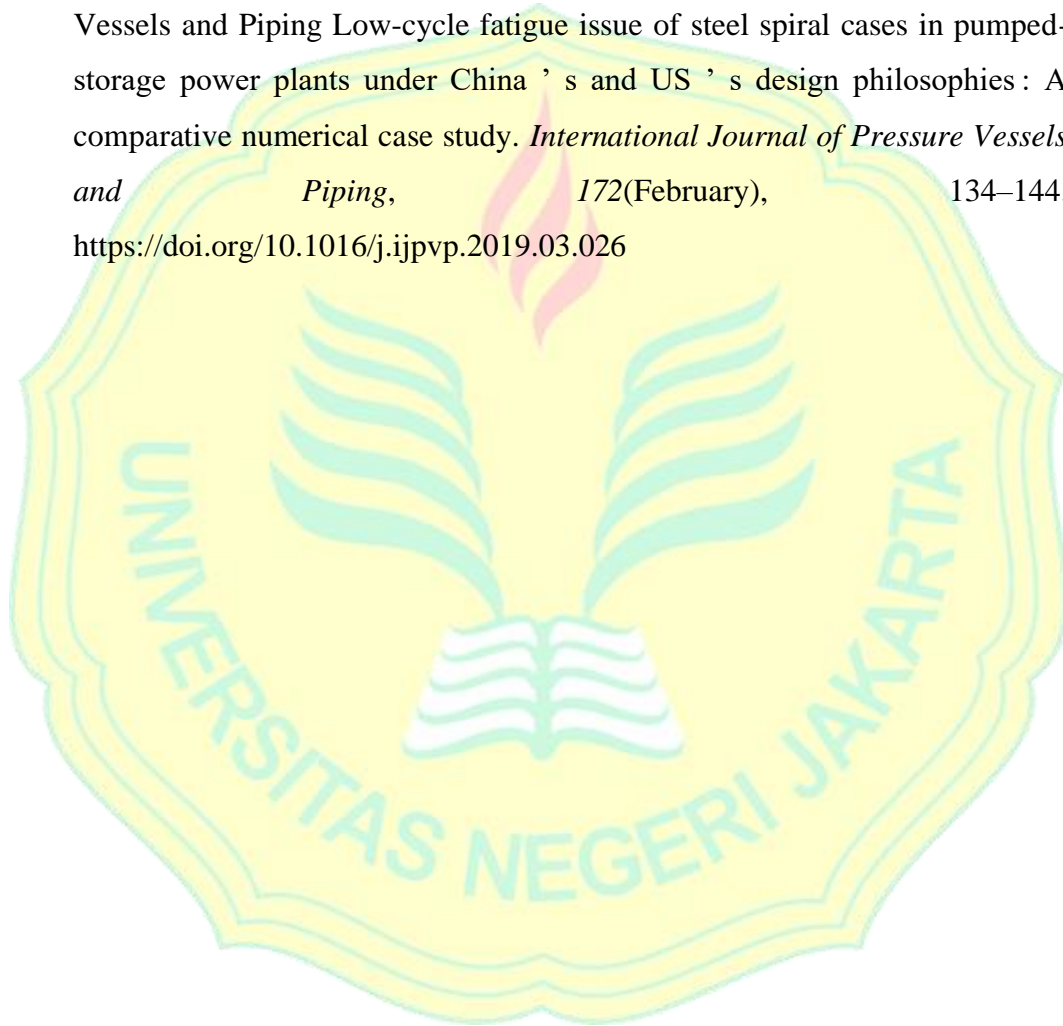 Vessels and Piping Low-cycle fatigue issue of steel spiral cases in pumped-
storage power plants under China ’ s and US ’ s design philosophies : A
comparative numerical case study. International Journal of Pressure Vessels
and Piping, 172(February), 134–144.
https://doi.org/10.1016/j.ijpvp.2019.03.026
UNIVERSITAS NEGERI JAKARTA